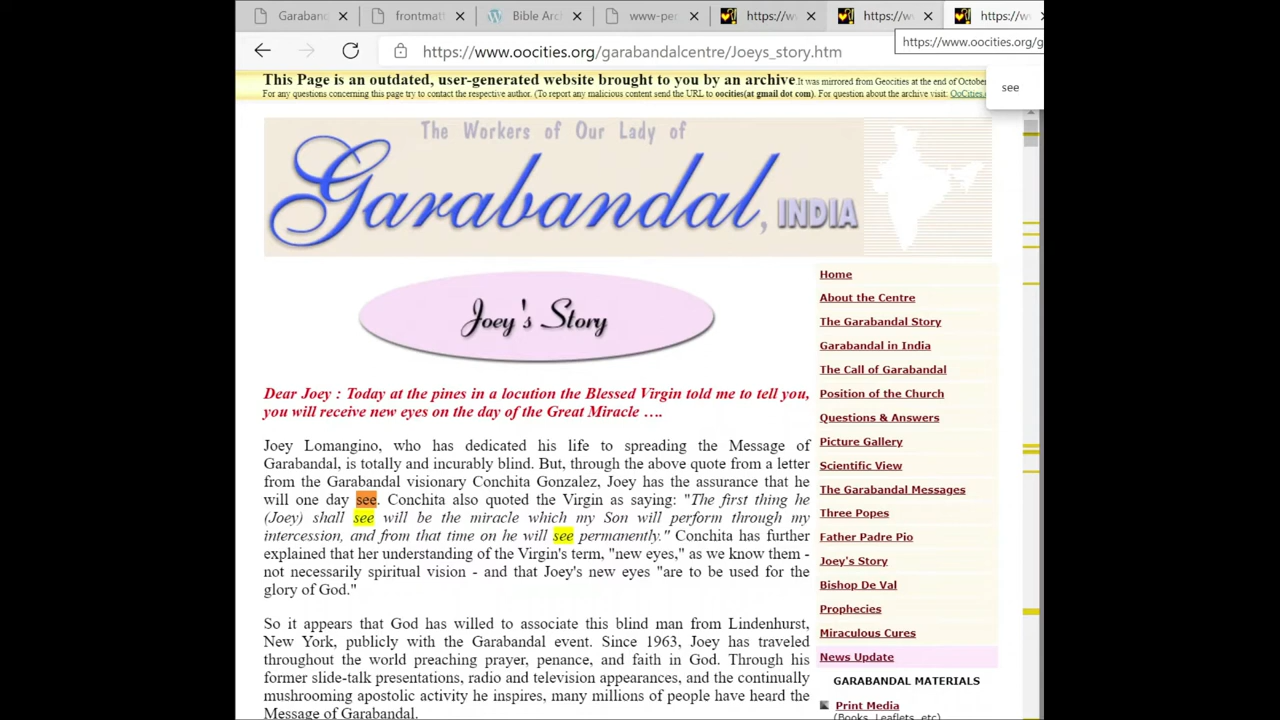 Garaband
frontmatt
Bible Arc
www-per
https://w
https://w
https://w
https://www.oocities.org/garabandalcentre/Joeys_story.htm
https://www.oocities.org/g
see
This Page is an outdated, user-generated website brought to you by an archive It was mirrored from Geocities at the end of October
For any questions concerning this page try to contact the respective author. (To report any malicious content send the URL to oocities(at gmail dot com). For question about the archive visit: OoCities.
The Workers of Our Lady of
Garabandal, INDIA
Joey's Story
Dear Joey : Today at the pines in a locution the Blessed Virgin told me to tell you,
you will receive new eyes on the day of the Great Miracle ….
Joey Lomangino, who has dedicated his life to spreading the Message of
Garabandal, is totally and incurably blind. But, through the above quote from a letter
from the Garabandal visionary Conchita Gonzalez, Joey has the assurance that he
will one day see. Conchita also quoted the Virgin as saying: "The first thing he
(Joey) shall see will be the miracle which my Son will perform through my
intercession, and from that time on he will see permanently." Conchita has further
explained that her understanding of the Virgin's term, "new eyes," as we know them -
not necessarily spiritual vision - and that Joey's new eyes "are to be used for the
glory of God."
So it appears that God has willed to associate this blind man from Lindenhurst,
New York, publicly with the Garabandal event. Since 1963, Joey has traveled
throughout the world preaching prayer, penance, and faith in God. Through his
former slide-talk presentations, radio and television appearances, and the continually
mushrooming apostolic activity he inspires, many millions of people have heard the
Message of Garabandal.
Home
About the Centre
The Garabandal Story
Garabandal in India
The Call of Garabandal
Position of the Church
Questions & Answers
Picture Gallery
Scientific View
The Garabandal Messages
Three Popes
Father Padre Pio
Joey's Story
Bishop De Val
Prophecies
Miraculous Cures
News Update
GARABANDAL MATERIALS
Print Media
(Books, Leaflets, etc)